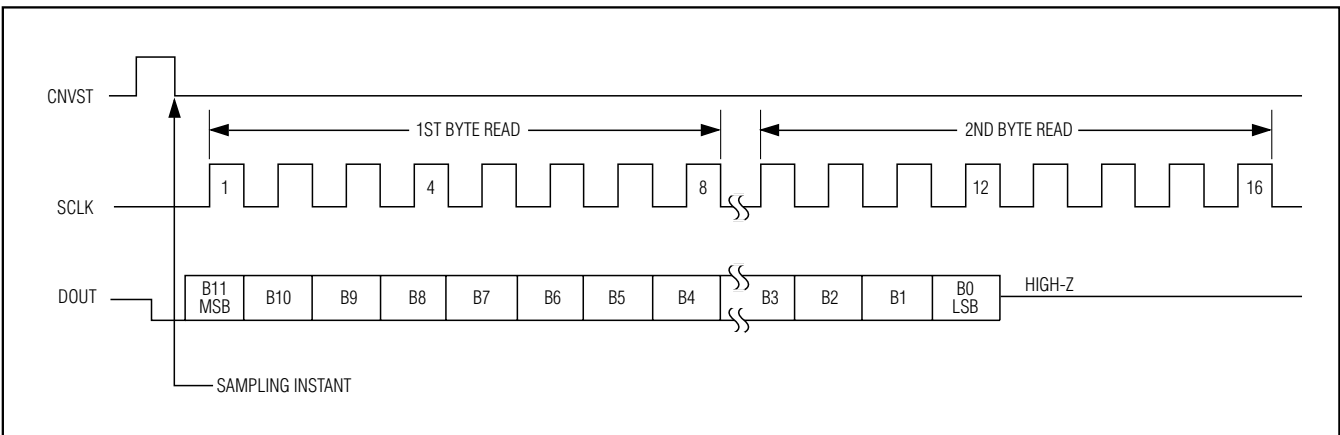 CNVST
1ST BYTE READ
2ND BYTE READ
SCLK
1
4
8
12
16
DOUT
B11
MSB
B10
B9
B8
B7
B6
B5
B4
B3
B2
B1
B0
LSB
HIGH-Z
SAMPLING INSTANT